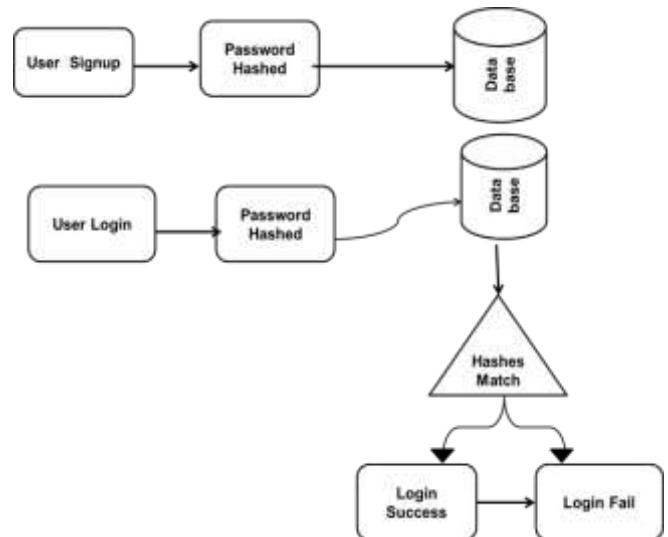 User Signup
Password
Hashed
Data
base
User Login
Password
Hashed
Data
base
Hashes
Match
Login
Success
Login Fail